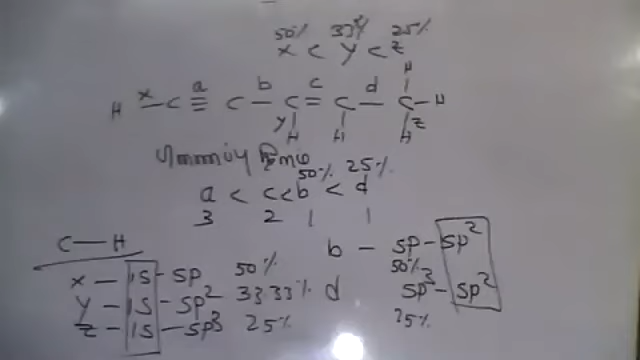 50% 33% 25%
x < y < z
a b c d H
H x — C ≡ C — C = C — C — H
y H H H z
50% 25%
a < c < b < d
3 2 1 1
C — H
b — sp - sp²
x — 1S - sp 50%
50%
y — 1S - sp² 33.33% d sp³ - sp²
z — 1S — sp³ 25% 25%